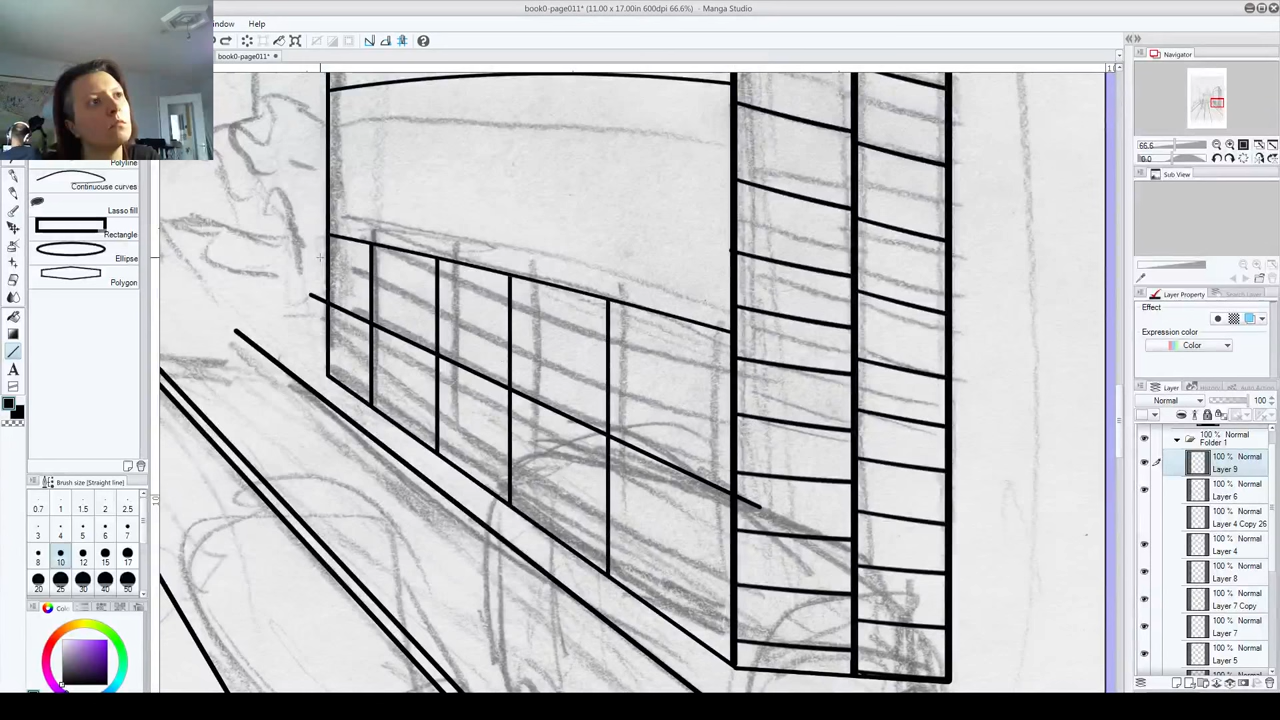 book0-page011* (11.00 x 17.00in 600dpi 66.6%) - Manga Studio
indow Help
book0-page011*
Navigator
Polyline
Continuous curves
Lasso fill
Rectangle
Ellipse
Polygon
66.6
0.0
Sub View
Layer Property
Effect
Expression color
Color
Brush size [Straight line]
0.7 1 1.5 2 2.5
3 4 5 6 7
8 10 12 15 17
20 25 30 40 50
Layer
Normal 100
100 % Normal
Folder 1
100 % Normal
Layer 9
100 % Normal
Layer 6
100 % Normal
Layer 4 Copy 26
100 % Normal
Layer 4
100 % Normal
Layer 8
100 % Normal
Layer 7 Copy
100 % Normal
Layer 7
100 % Normal
Layer 5
100 % Normal